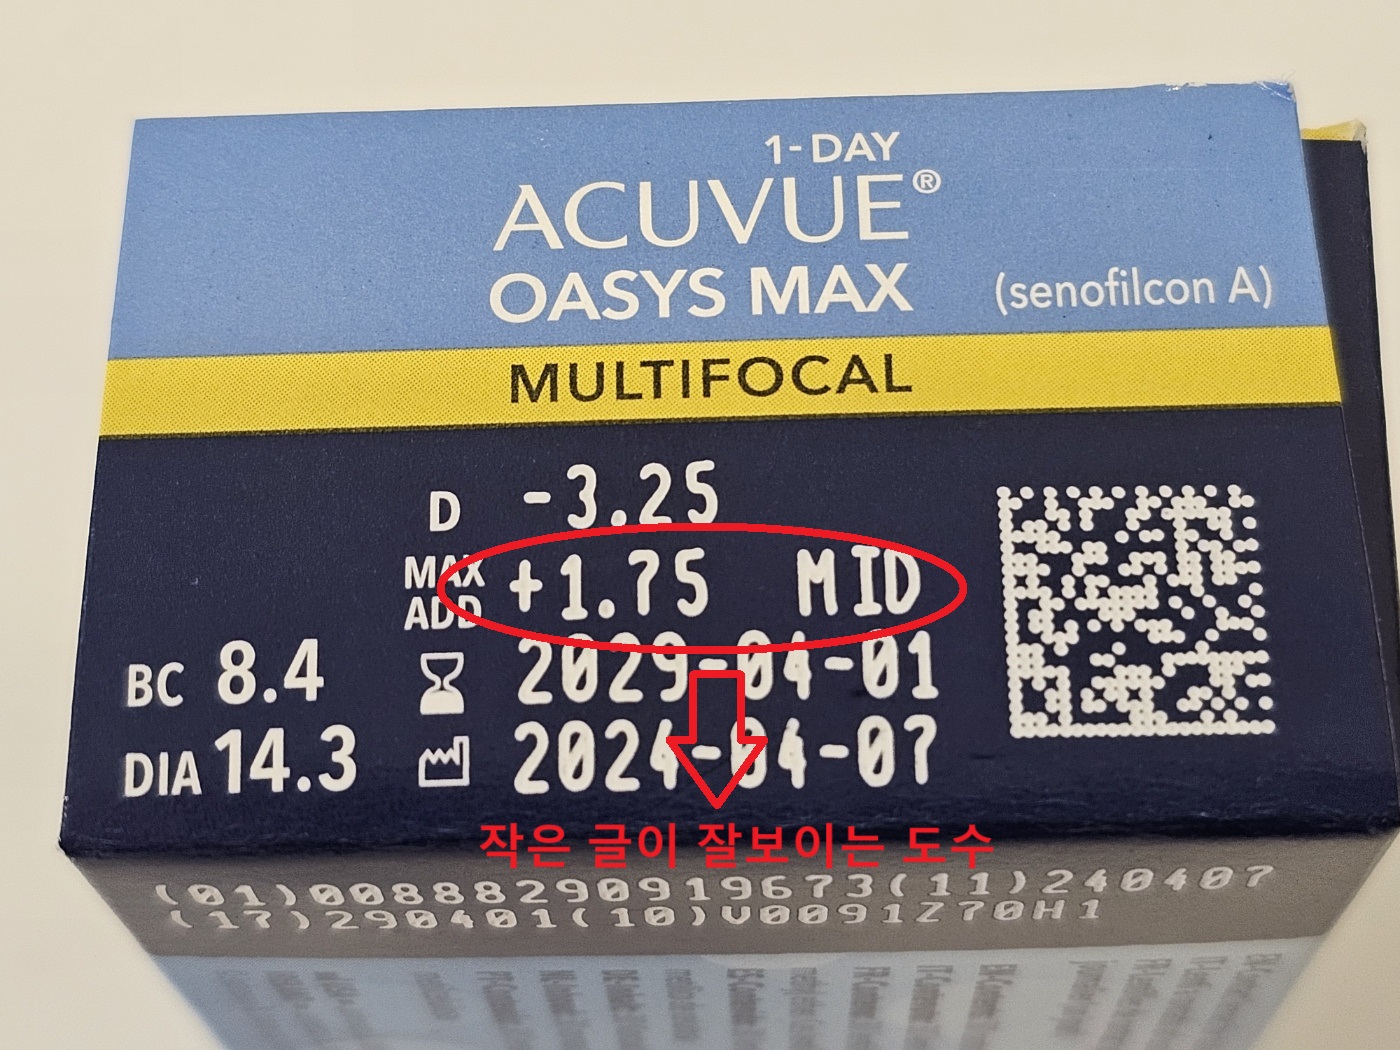 1-DAY
ACUVUE®
OASYS MAX (senofilcon A)
MULTIFOCAL
D -3.25
MAX ADD +1.75 MID
BC 8.4 2029-04-01
DIA 14.3 2024-04-07
작은 글이 잘보이는 도수
(01)00888290919673(11)240407
(17)290401(10)V0091Z70H1